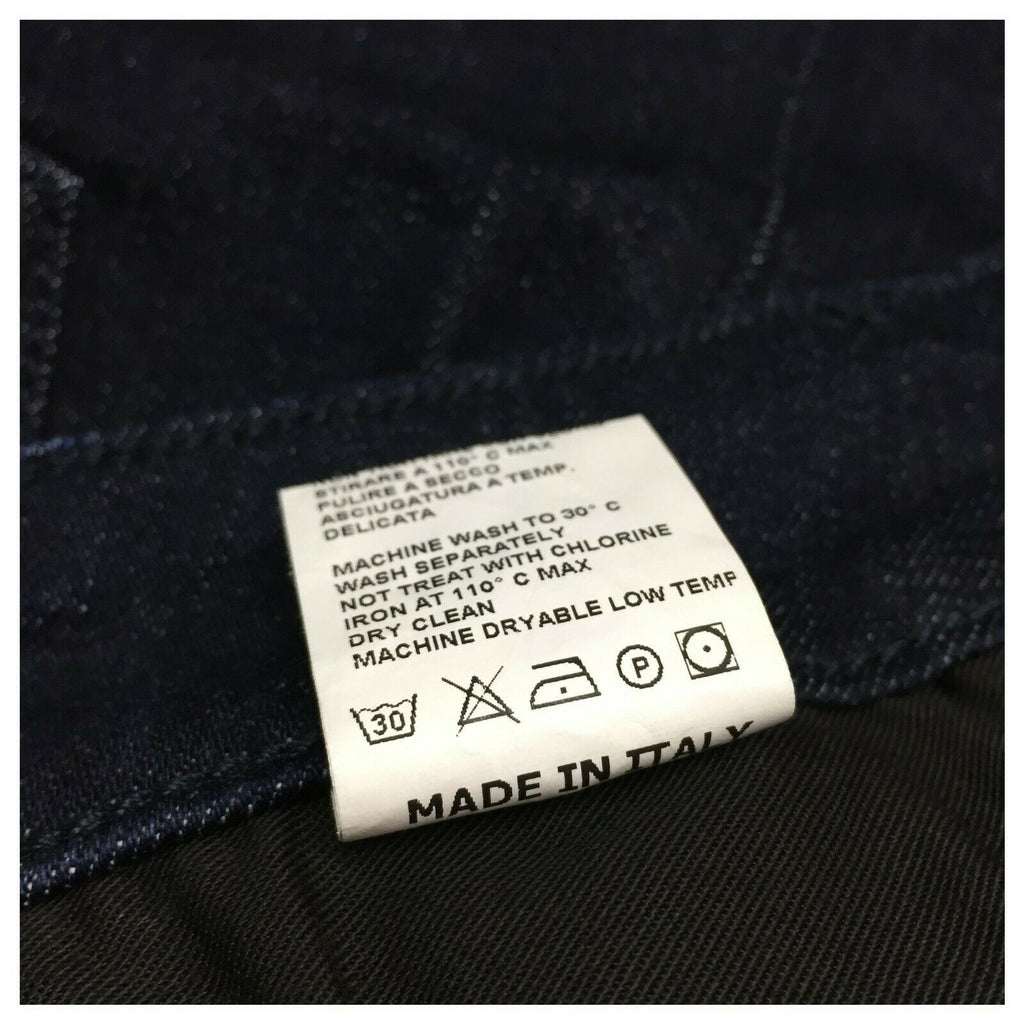 STIRARE A 110° C MAX
PULIRE A SECCO
ASCIUGATURA A TEMP.
DELICATA
MACHINE WASH TO 30° C
WASH SEPARATELY
NOT TREAT WITH CHLORINE
IRON AT 110° C MAX
DRY CLEAN
MACHINE DRYABLE LOW TEMP
30 P
MADE IN ITALY